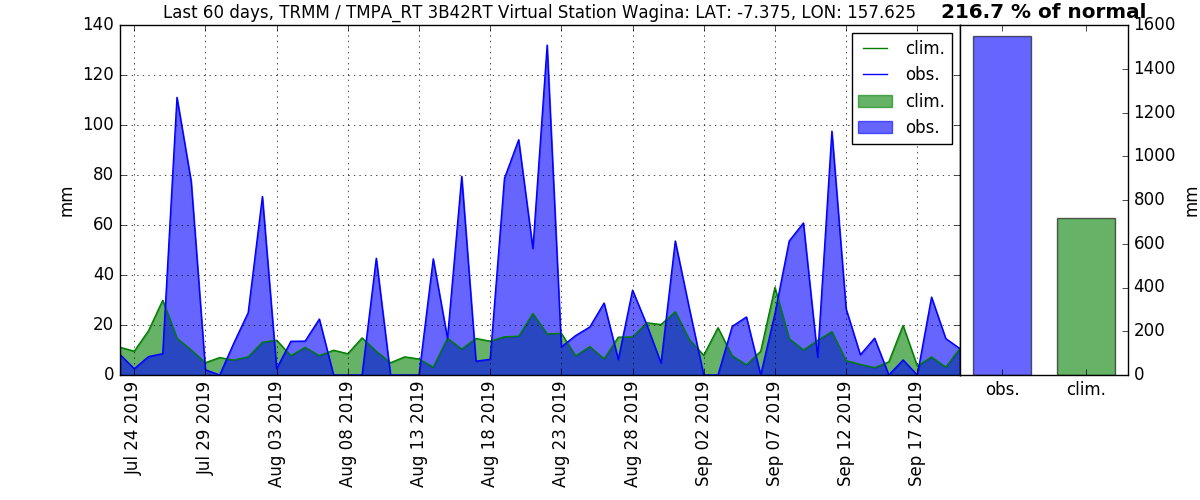 Last 60 days, TRMM / TMPA_RT 3B42RT Virtual Station Wagina: LAT: -7.375, LON: 157.625
216.7 % of normal
140
120
100
80
60
40
20
0
mm
clim.
obs.
clim.
obs.
Jul 24 2019
Jul 29 2019
Aug 03 2019
Aug 08 2019
Aug 13 2019
Aug 18 2019
Aug 23 2019
Aug 28 2019
Sep 02 2019
Sep 07 2019
Sep 12 2019
Sep 17 2019
1600
1400
1200
1000
800
600
400
200
0
mm
obs.
clim.